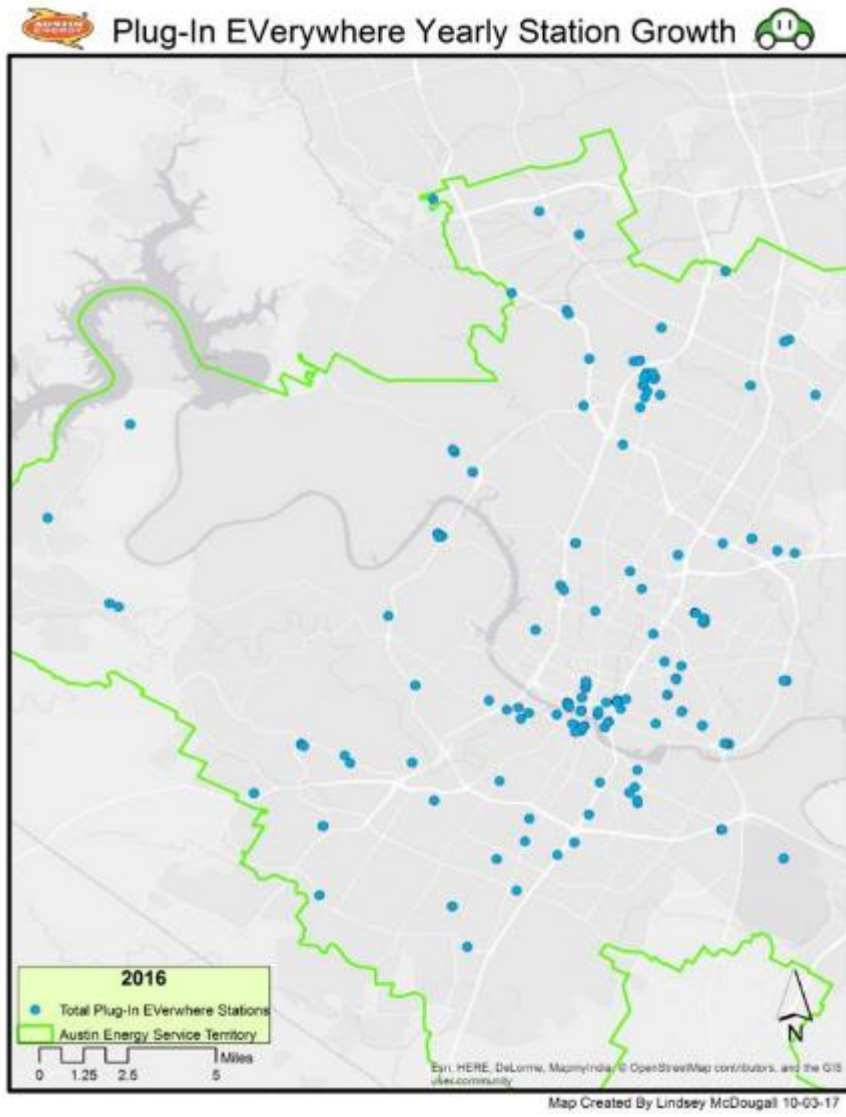 AUSTIN
ENERGY
Plug-In EVerywhere Yearly Station Growth
2016
Total Plug-In EVerwhere Stations
Austin Energy Service Territory
Miles
0 1.25 2.5 5
N
Esri, HERE, DeLorme, MapmyIndia, © OpenStreetMap contributors, and the GIS
user community
Map Created By Lindsey McDougall 10-03-17